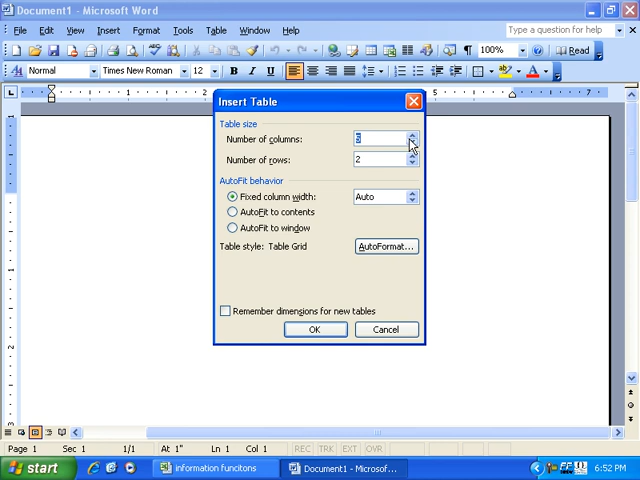 Document1 - Microsoft Word
File Edit View Insert Format Tools Table Window Help
Type a question for help
100% Read
Normal Times New Roman 12 B I U
Insert Table
Table size
Number of columns: 5
Number of rows: 2
AutoFit behavior
Fixed column width: Auto
AutoFit to contents
AutoFit to window
Table style: Table Grid AutoFormat...
Remember dimensions for new tables
OK Cancel
Page 1 Sec 1 1/1 At 1" Ln 1 Col 1 REC TRK EXT OVR
start information funcitons Document1 - Microsof... 6:52 PM